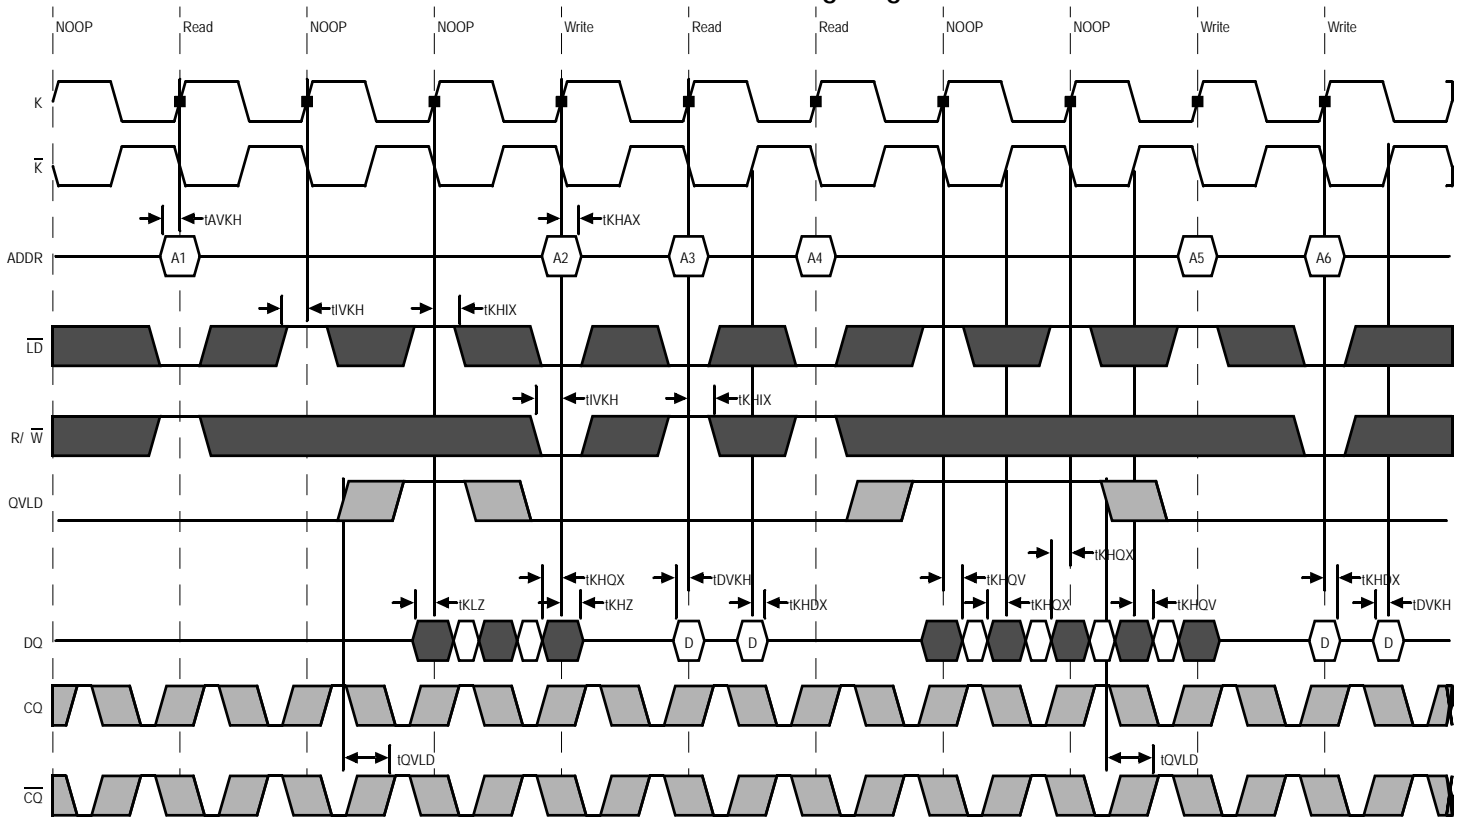 NOOP Read NOOP NOOP Write Read Read NOOP NOOP Write Write
K
K
tAVKH tKHAX
ADDR A1 A2 A3 A4 A5 A6
tIVKH tKHIX
LD
tIVKH tKHIX
R/ W
QVLD
tKHQX
tKHQX tDVKH tKHQV tKHDX
tKLZ tKHZ tKHDX tKHQX tKHQV tDVKH
DQ D D D D
CQ
tQVLD tQVLD
CQ